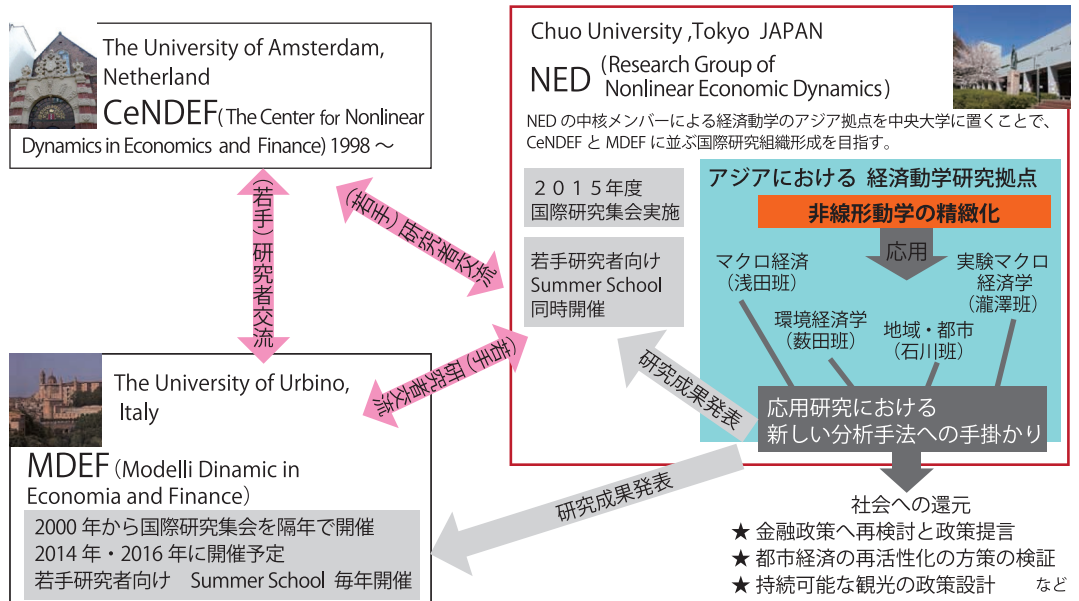 The University of Amsterdam,
Netherland
CeNDEF(The Center for Nonlinear
Dynamics in Economics and Finance) 1998 ～
Chuo University ,Tokyo JAPAN
NED (Research Group of
Nonlinear Economic Dynamics)
NED の中核メンバーによる経済動学のアジア拠点を中央大学に置くことで、
CeNDEF と MDEF に並ぶ国際研究組織形成を目指す。
２０１５年度
国際研究集会実施
若手研究者向け
Summer School
同時開催
アジアにおける 経済動学研究拠点
非線形動学の精緻化
応用
マクロ経済
（浅田班）
環境経済学
（薮田班）
地域・都市
（石川班）
実験マクロ
経済学
（瀧澤班）
応用研究における
新しい分析手法への手掛かり
（若手）研究者交流
（若手）研究者交流
（若手）研究者交流
研究成果発表
研究成果発表
The University of Urbino,
Italy
MDEF (Modelli Dinamic in
Economia and Finance)
2000 年から国際研究集会を隔年で開催
2014 年・2016 年に開催予定
若手研究者向け　Summer School 毎年開催
社会への還元
★ 金融政策へ再検討と政策提言
★ 都市経済の再活性化の方策の検証
★ 持続可能な観光の政策設計　など